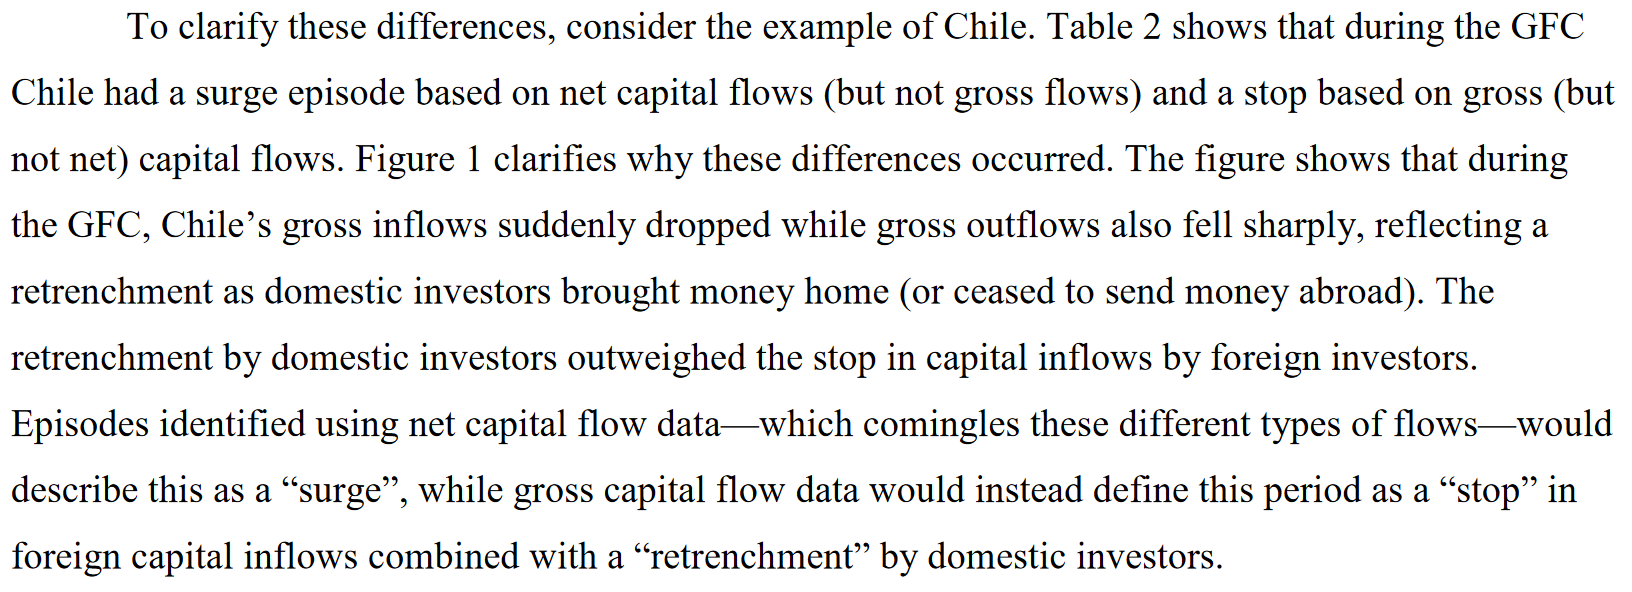 To clarify these differences, consider the example of Chile. Table 2 shows that during the GFC
Chile had a surge episode based on net capital flows (but not gross flows) and a stop based on gross (but
not net) capital flows. Figure 1 clarifies why these differences occurred. The figure shows that during
the GFC, Chile’s gross inflows suddenly dropped while gross outflows also fell sharply, reflecting a
retrenchment as domestic investors brought money home (or ceased to send money abroad). The
retrenchment by domestic investors outweighed the stop in capital inflows by foreign investors.
Episodes identified using net capital flow data—which comingles these different types of flows—would
describe this as a “surge”, while gross capital flow data would instead define this period as a “stop” in
foreign capital inflows combined with a “retrenchment” by domestic investors.